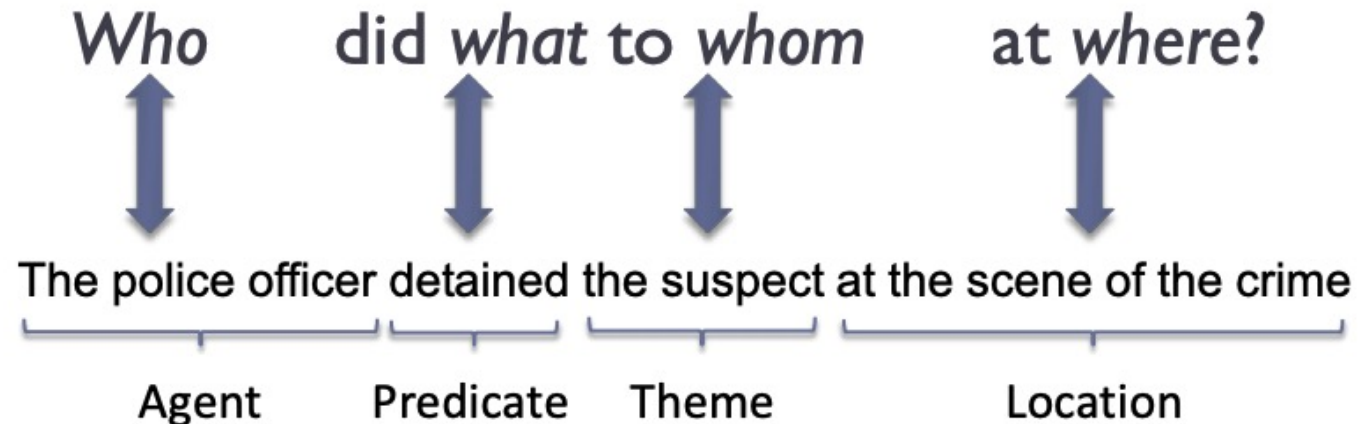 Who did what to whom at where?
The police officer detained the suspect at the scene of the crime
Agent Predicate Theme Location